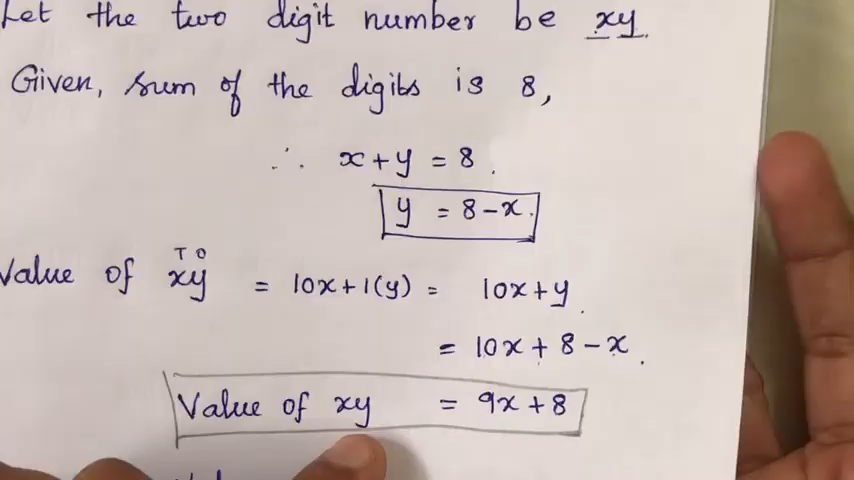 Let the two digit number be xy.
Given, sum of the digits is 8,
∴ x+y = 8.
y = 8-x.
T O
Value of xy = 10x+1(y) = 10x+y.
= 10x+8-x.
Value of xy = 9x+8